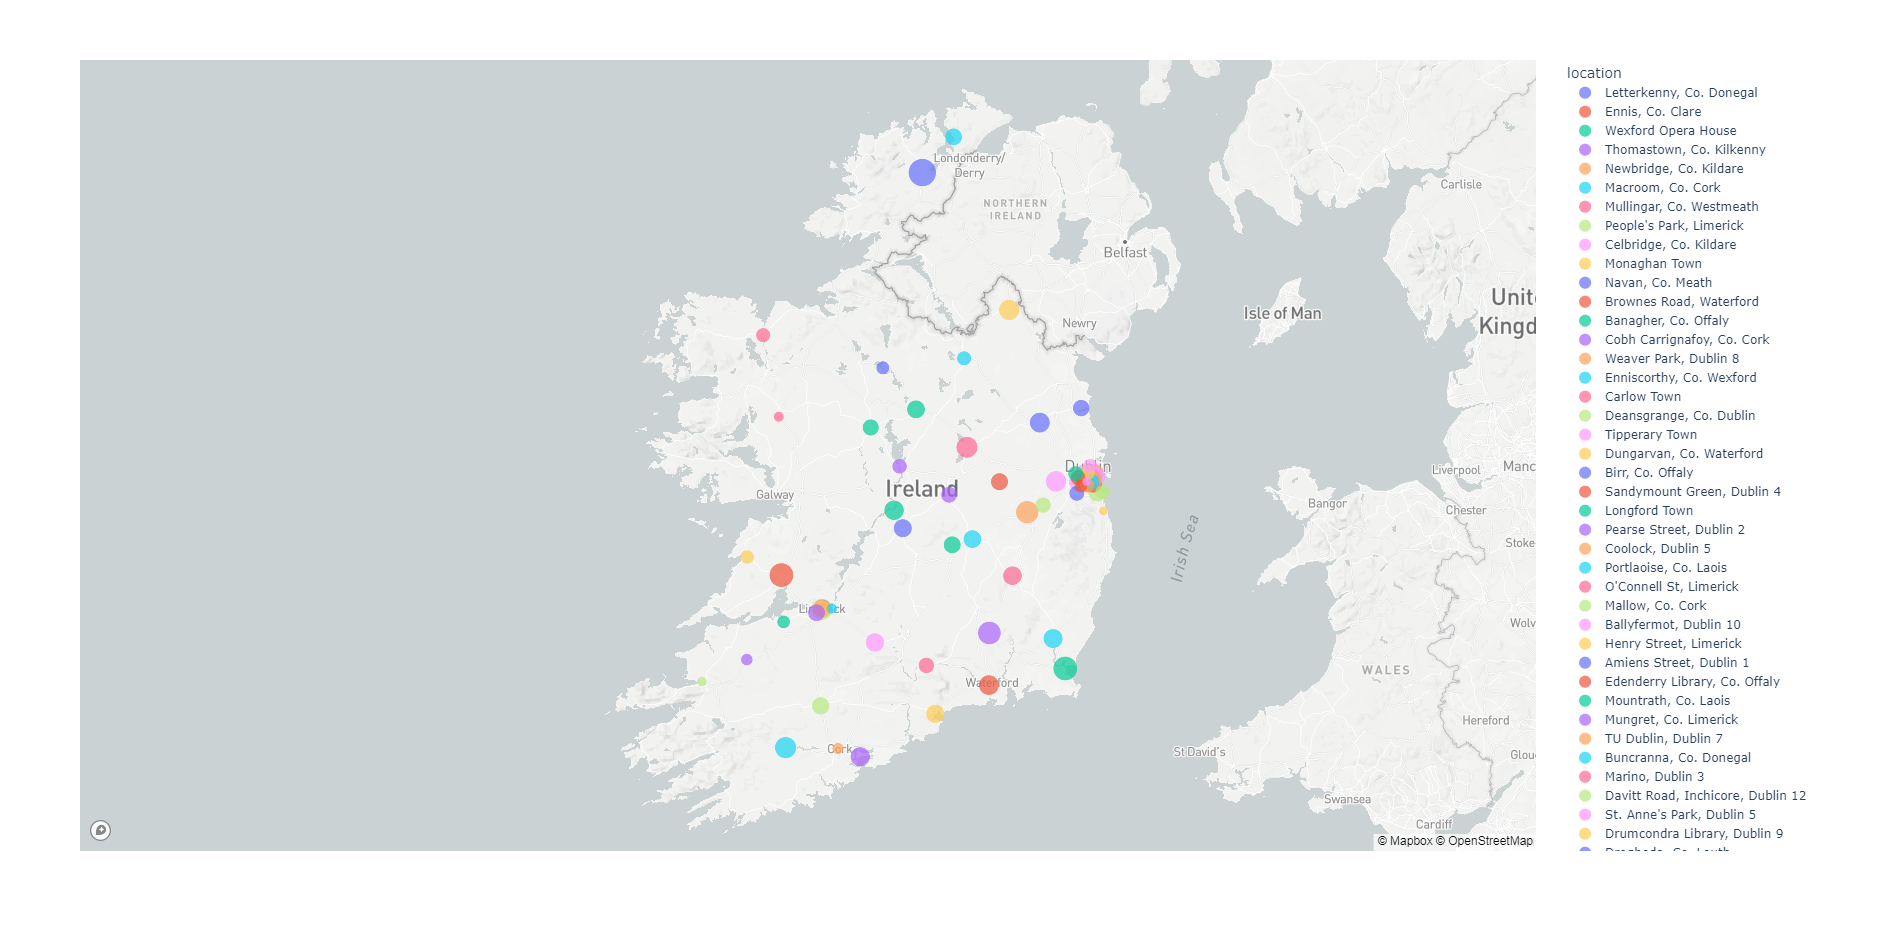 Londonderry/
Derry
NORTHERN
IRELAND
Belfast
Newry
Carlisle
Isle of Man
Unite
Kingd
Dublin
Ireland
Galway
Irish Sea
Limerick
Waterford
Cork
Liverpool
Manc
Bangor
Chester
Stoke-
Wolv
WALES
Hereford
St David's
Glou
Swansea
Cardiff
© Mapbox © OpenStreetMap
location
Letterkenny, Co. Donegal
Ennis, Co. Clare
Wexford Opera House
Thomastown, Co. Kilkenny
Newbridge, Co. Kildare
Macroom, Co. Cork
Mullingar, Co. Westmeath
People's Park, Limerick
Celbridge, Co. Kildare
Monaghan Town
Navan, Co. Meath
Brownes Road, Waterford
Banagher, Co. Offaly
Cobh Carrignafoy, Co. Cork
Weaver Park, Dublin 8
Enniscorthy, Co. Wexford
Carlow Town
Deansgrange, Co. Dublin
Tipperary Town
Dungarvan, Co. Waterford
Birr, Co. Offaly
Sandymount Green, Dublin 4
Longford Town
Pearse Street, Dublin 2
Coolock, Dublin 5
Portlaoise, Co. Laois
O'Connell St, Limerick
Mallow, Co. Cork
Ballyfermot, Dublin 10
Henry Street, Limerick
Amiens Street, Dublin 1
Edenderry Library, Co. Offaly
Mountrath, Co. Laois
Mungret, Co. Limerick
TU Dublin, Dublin 7
Buncranna, Co. Donegal
Marino, Dublin 3
Davitt Road, Inchicore, Dublin 12
St. Anne's Park, Dublin 5
Drumcondra Library, Dublin 9
Drogheda, Co. Louth